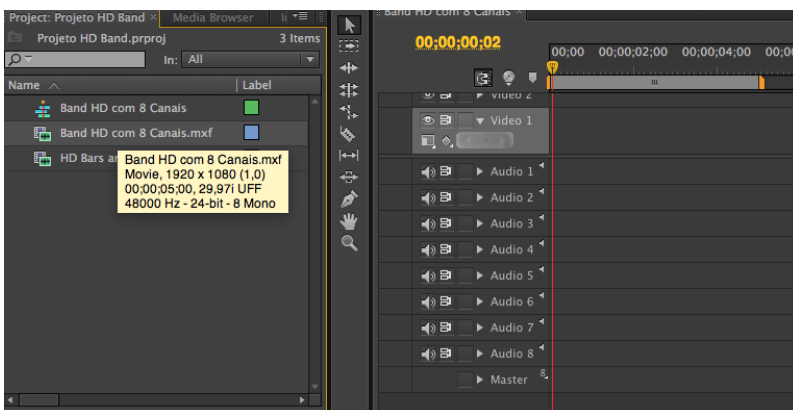 Project: Projeto HD Band ×
Media Browser
Projeto HD Band.prproj
3 Items
In: All
Name
Label
Band HD com 8 Canais
Band HD com 8 Canais.mxf
HD Bars
Band HD com 8 Canais.mxf
Movie, 1920 x 1080 (1,0)
00;00;05;00, 29,97i UFF
48000 Hz - 24-bit - 8 Mono
Band HD com 8 Canais ×
00;00;00;02
00;00
00;00;02;00
00;00;04;00
00;0
Video 2
Video 1
Audio 1
Audio 2
Audio 3
Audio 4
Audio 5
Audio 6
Audio 7
Audio 8
Master
8